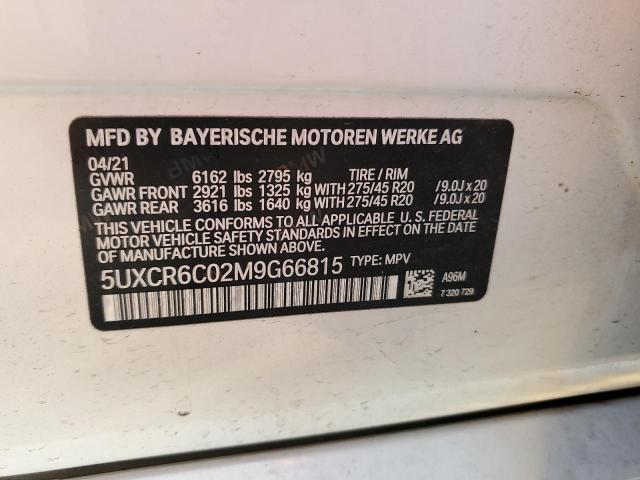 MFD BY BAYERISCHE MOTOREN WERKE AG
04/21
GVWR 6162 lbs 2795 kg TIRE / RIM
GAWR FRONT 2921 lbs 1325 kg WITH 275/45 R20 /9.0J x 20
GAWR REAR 3616 lbs 1640 kg WITH 275/45 R20 /9.0J x 20
THIS VEHICLE CONFORMS TO ALL APPLICABLE U. S. FEDERAL
MOTOR VEHICLE SAFETY STANDARDS IN EFFECT ON THE
DATE OF MANUFACTURE SHOWN ABOVE.
5UXCR6C02M9G66815 TYPE: MPV
A96M
7 320 729